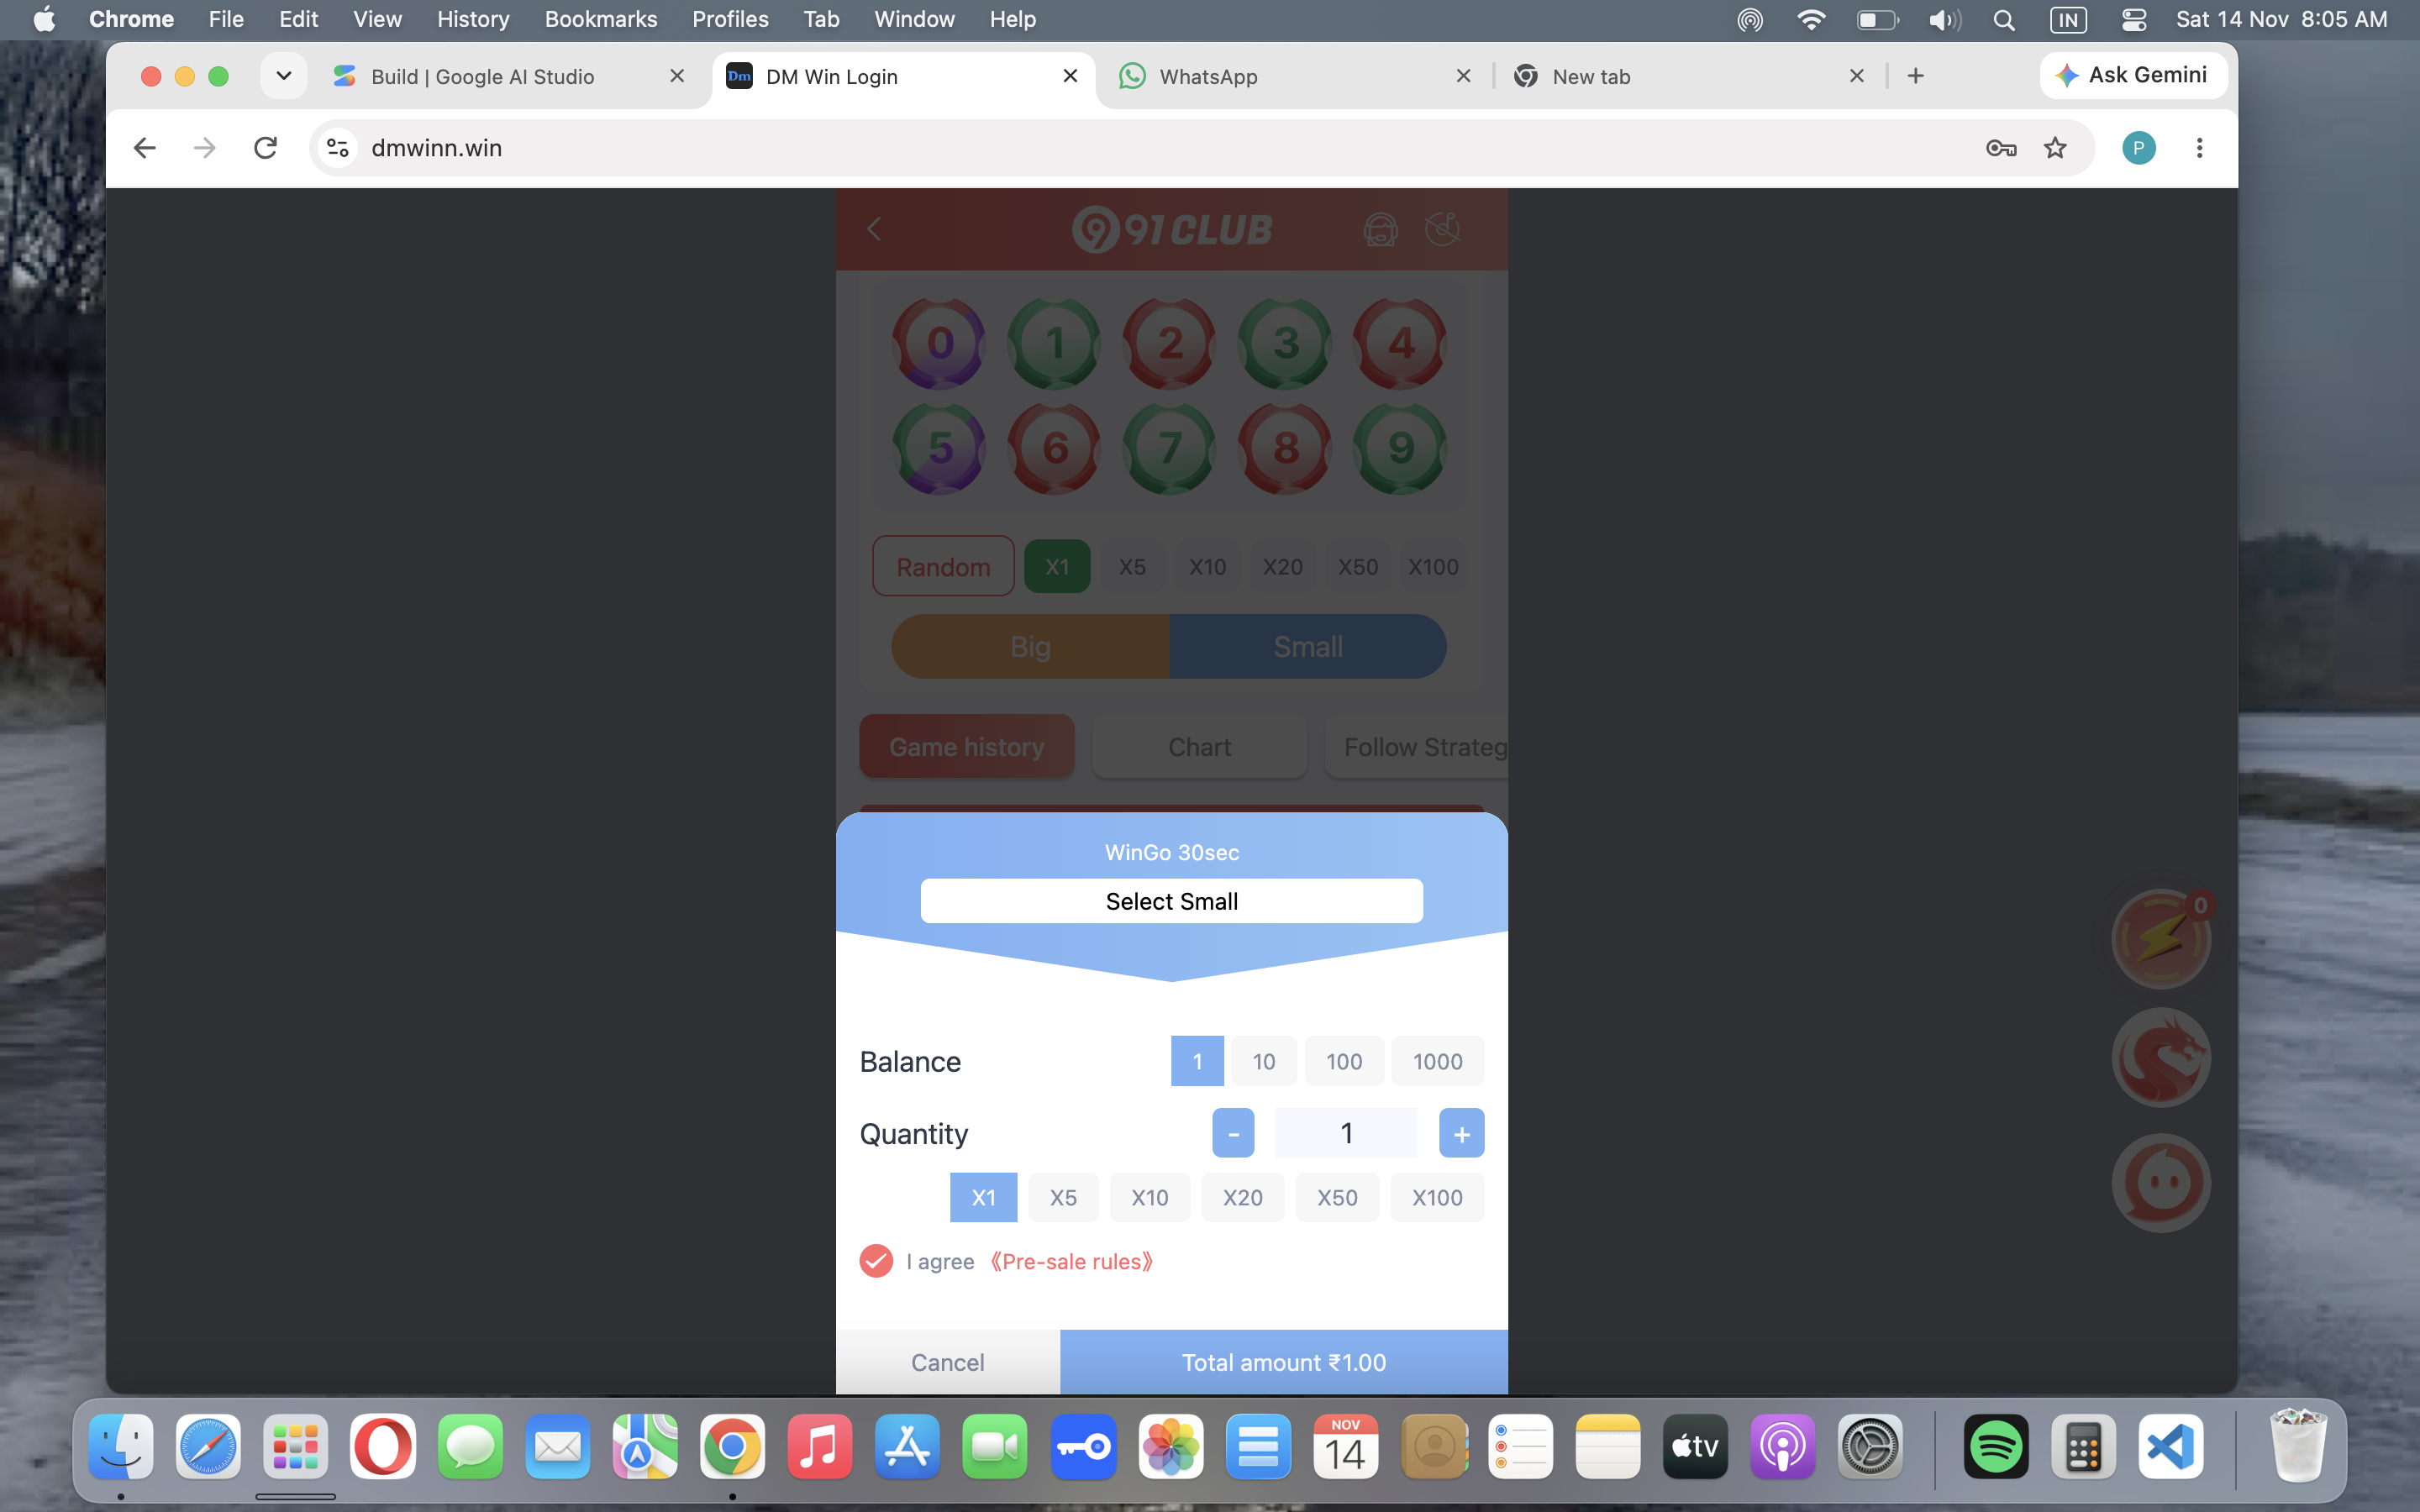 Chrome File Edit View History Bookmarks Profiles Tab Window Help IN Sat 14 Nov 8:05 AM
Build | Google AI Studio Dm DM Win Login WhatsApp New tab Ask Gemini
dmwinn.win P
91 CLUB
0 1 2 3 4
5 6 7 8 9
Random X1 X5 X10 X20 X50 X100
Big Small
Game history Chart Follow Strateg
WinGo 30sec
Select Small
0
Balance 1 10 100 1000
Quantity - 1 +
X1 X5 X10 X20 X50 X100
I agree 《Pre-sale rules》
Cancel Total amount ₹1.00
NOV
14
tv